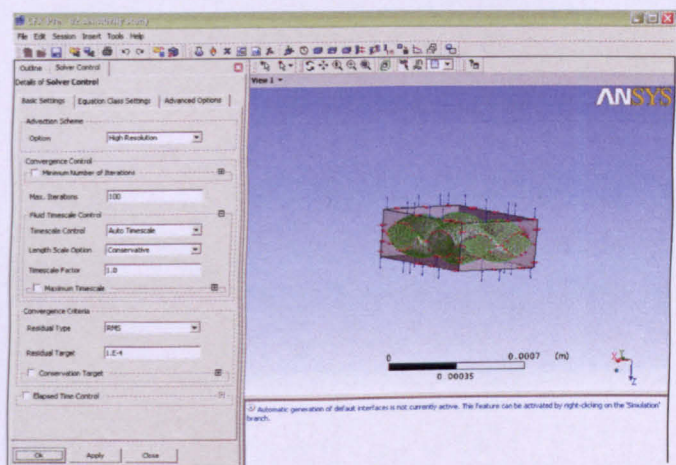 CFX-Pre
File Edit Session Insert Tools Help
Outline Solver Control
Details of Solver Control
Basic Settings Equation Class Settings Advanced Options
Advection Scheme
Option High Resolution
Convergence Control
Minimum Number of Iterations
Max. Iterations 100
Fluid Timescale Control
Timescale Control Auto Timescale
Length Scale Option Conservative
Timescale Factor 1.0
Maximum Timescale
Convergence Criteria
Residual Type RMS
Residual Target 1.E-4
Conservation Target
Elapsed Time Control
Ok Apply Close
View 1
ANSYS
0 0.0007 (m)
0.00035
X Y
Z
Automatic generation of default interfaces is not currently active. This feature can be activated by right-clicking on the 'Simulation'
branch.